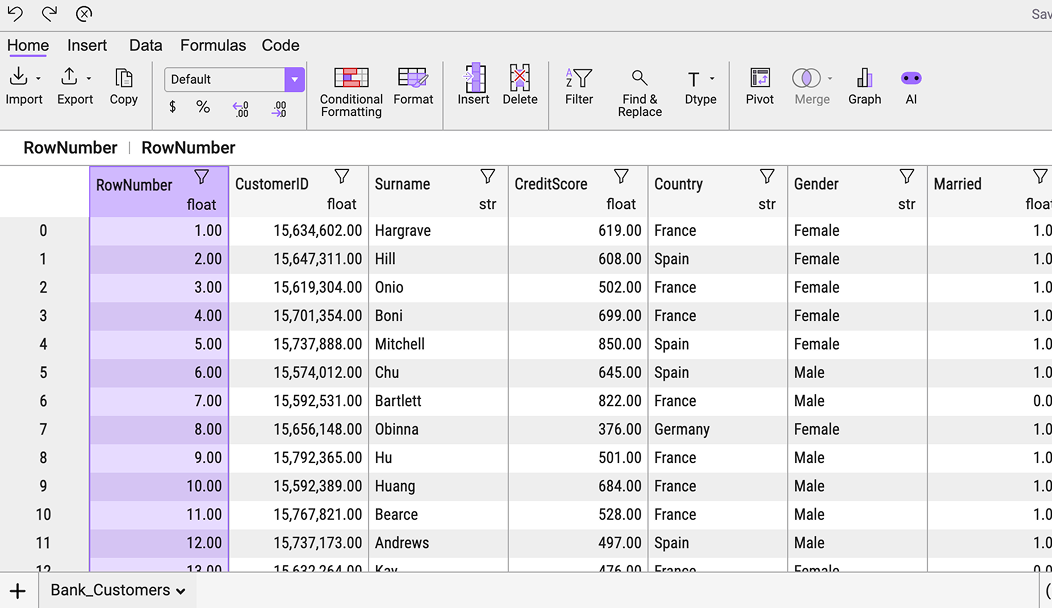 Sav
Home Insert Data Formulas Code
Default
$ % .0 .00 .00 .0
Import Export Copy Conditional Formatting Format Insert Delete Filter Find & Replace T Dtype Pivot Merge Graph AI
RowNumber RowNumber
RowNumber CustomerID Surname CreditScore Country Gender Married
float float str float str str float
0 1.00 15,634,602.00 Hargrave 619.00 France Female 1.0
1 2.00 15,647,311.00 Hill 608.00 Spain Female 1.0
2 3.00 15,619,304.00 Onio 502.00 France Female 1.0
3 4.00 15,701,354.00 Boni 699.00 France Female 1.0
4 5.00 15,737,888.00 Mitchell 850.00 Spain Female 1.0
5 6.00 15,574,012.00 Chu 645.00 Spain Male 1.0
6 7.00 15,592,531.00 Bartlett 822.00 France Male 0.0
7 8.00 15,656,148.00 Obinna 376.00 Germany Female 1.0
8 9.00 15,792,365.00 Hu 501.00 France Male 1.0
9 10.00 15,592,389.00 Huang 684.00 France Male 1.0
10 11.00 15,767,821.00 Bearce 528.00 France Male 1.0
11 12.00 15,737,173.00 Andrews 497.00 Spain Male 1.0
12 13.00 15,632,264.00 Kay 476.00 France Female 0.0
+ Bank_Customers